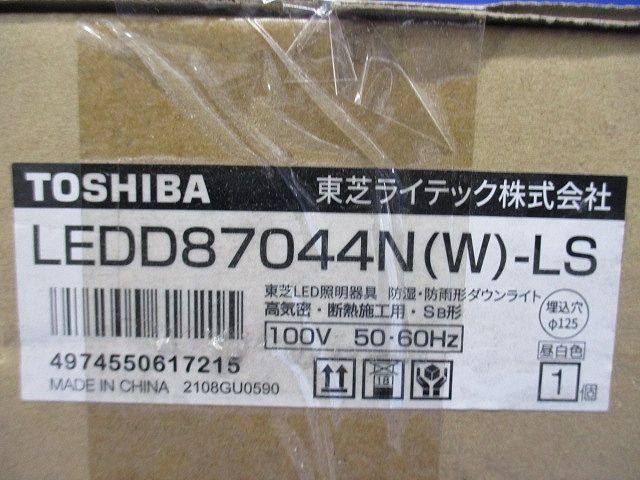 TOSHIBA 東芝ライテック株式会社
LEDD87044N(W)-LS
東芝LED照明器具 防湿・防雨形ダウンライト
高気密・断熱施工用・SB形
埋込穴
φ125
100V 50・60Hz
昼白色
1個
4974550617215
MADE IN CHINA 2108GU0590